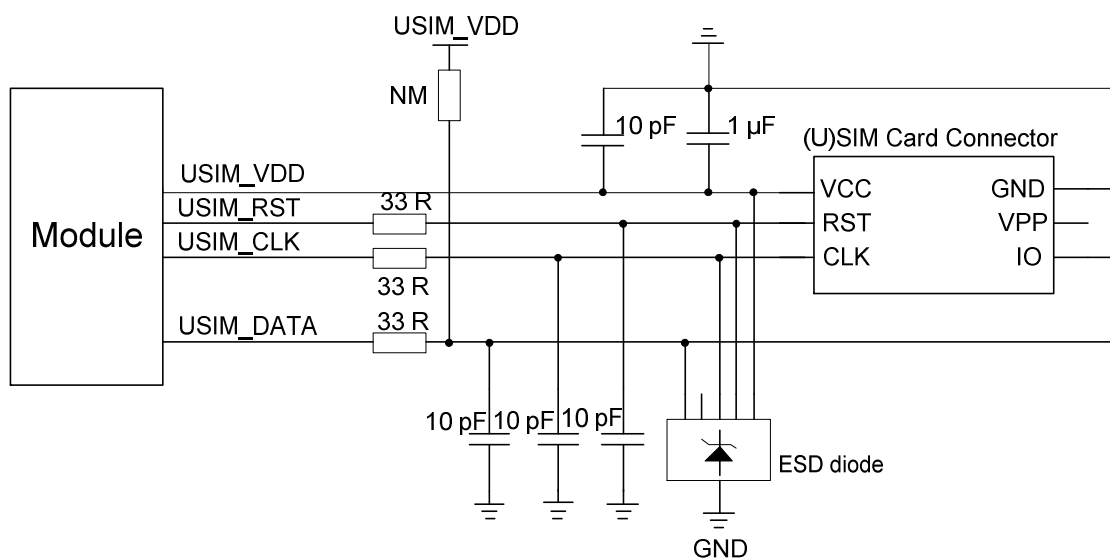 USIM_VDD
NM
10 pF
1 µF
(U)SIM Card Connector
USIM_VDD
VCC
GND
Module
USIM_RST
33 R
RST
VPP
USIM_CLK
CLK
IO
33 R
USIM_DATA
33 R
10 pF
10 pF
10 pF
ESD diode
GND